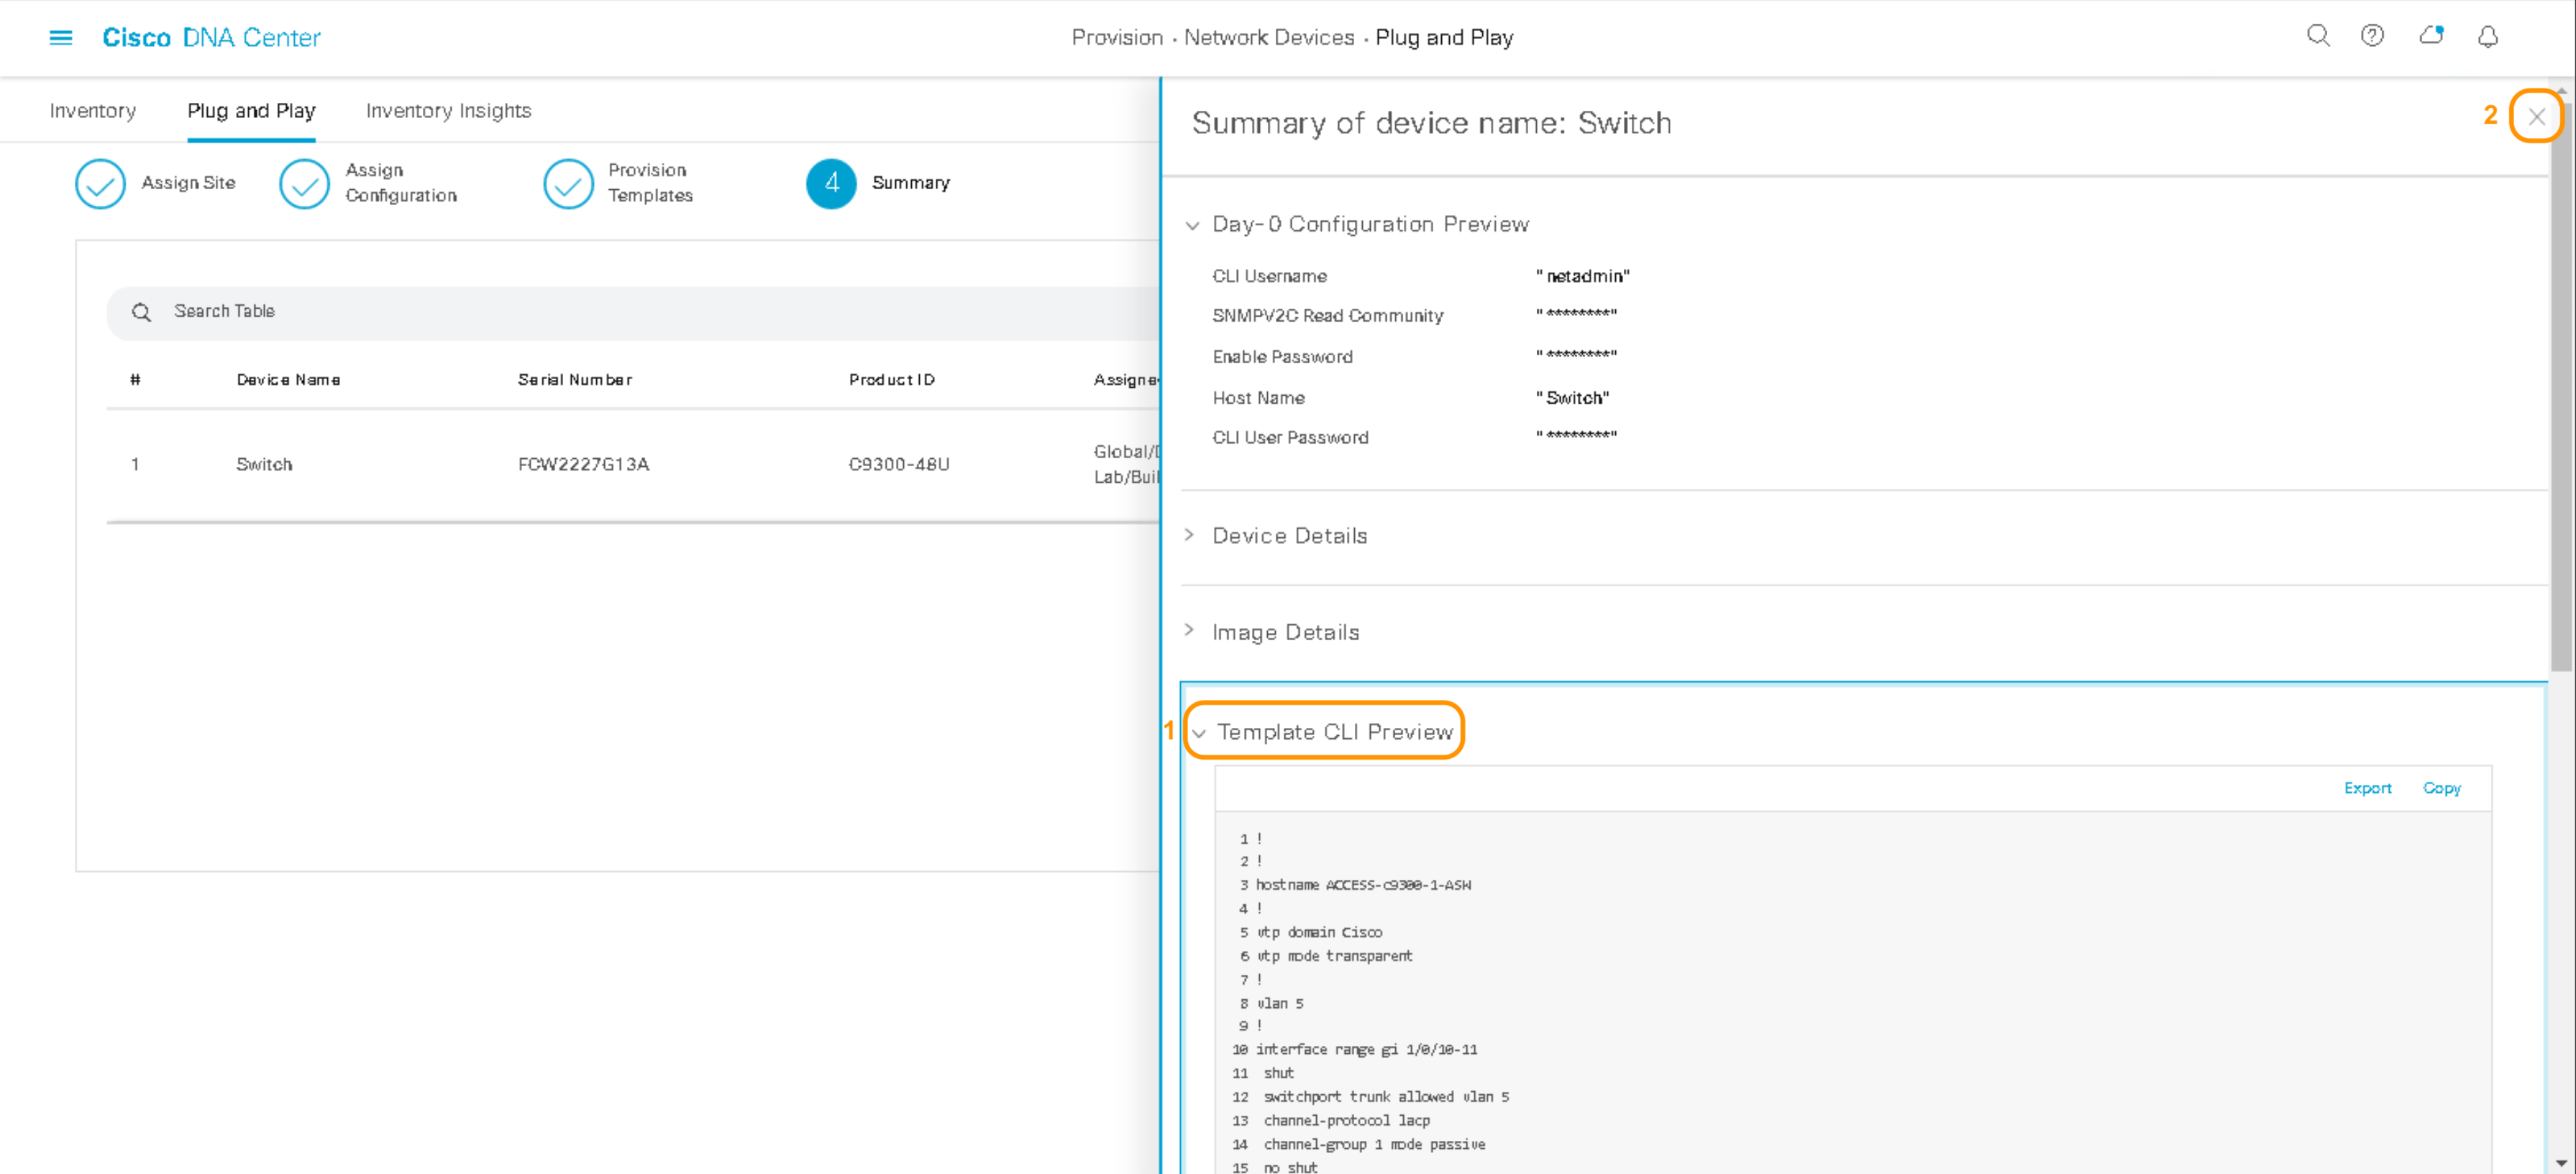 Cisco DNA Center
Provision · Network Devices · Plug and Play
Inventory
Plug and Play
Inventory Insights
Assign Site
Assign
Configuration
Provision
Templates
4
Summary
Search Table
#
Device Name
Serial Number
Product ID
Assigne
1
Switch
FCW2227G13A
C9300-48U
Global/D
Lab/Buil
Summary of device name: Switch
2
Day-0 Configuration Preview
CLI Username
"netadmin"
SNMPV2C Read Community
"********"
Enable Password
"********"
Host Name
"Switch"
CLI User Password
"********"
Device Details
Image Details
1
Template CLI Preview
Export
Copy
1 !
2 !
3 hostname ACCESS-c9300-1-ASW
4 !
5 vtp domain Cisco
6 vtp mode transparent
7 !
8 vlan 5
9 !
10 interface range gi 1/0/10-11
11 shut
12 switchport trunk allowed vlan 5
13 channel-protocol lacp
14 channel-group 1 mode passive
15 no shut